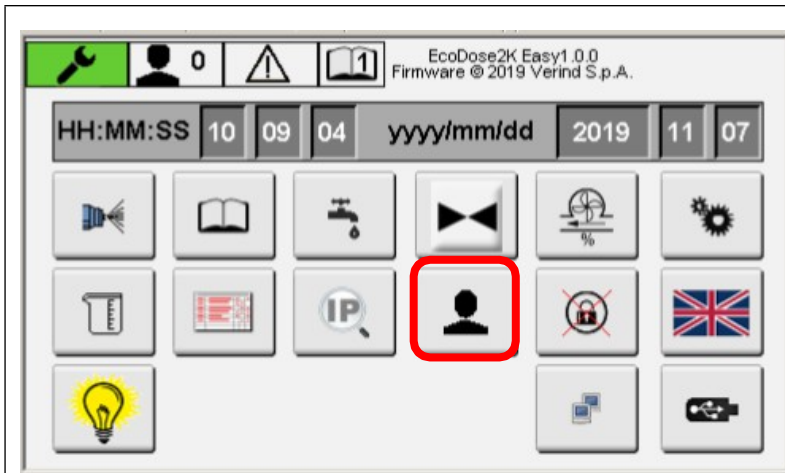 0
1
EcoDose2K Easy1.0.0
Firmware © 2019 Verind S.p.A.
HH:MM:SS 10 09 04 yyyy/mm/dd 2019 11 07
%
IP